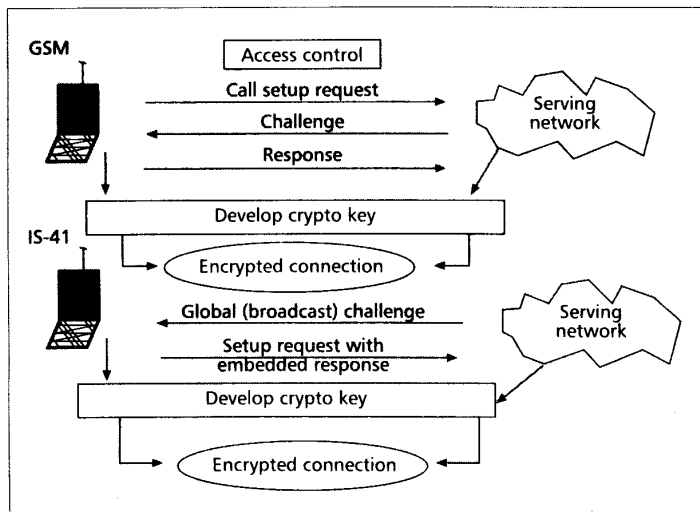 GSM
Access control
Call setup request
Challenge
Response
Serving
network
Develop crypto key
Encrypted connection
IS-41
Global (broadcast) challenge
Setup request with
embedded response
Serving
network
Develop crypto key
Encrypted connection